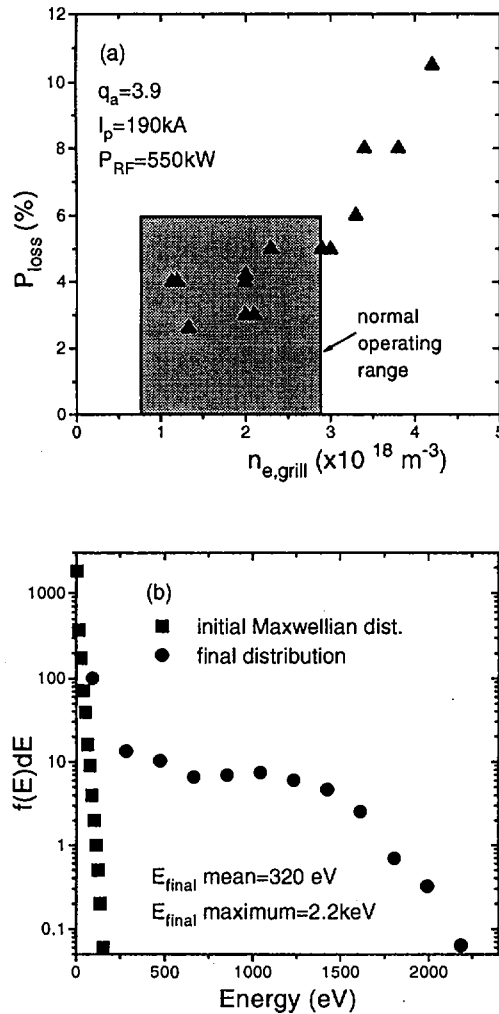 12
10
8
6
4
2
0
P_loss (%)
(a)
q_a=3.9
I_p=190kA
P_RF=550kW
normal
operating
range
0 1 2 3 4 5
n_e,grill (x10 ^18 m^-3)
1000
100
10
1
0.1
f(E)dE
(b)
■ initial Maxwellian dist.
● final distribution
E_final mean=320 eV
E_final maximum=2.2keV
0 500 1000 1500 2000
Energy (eV)